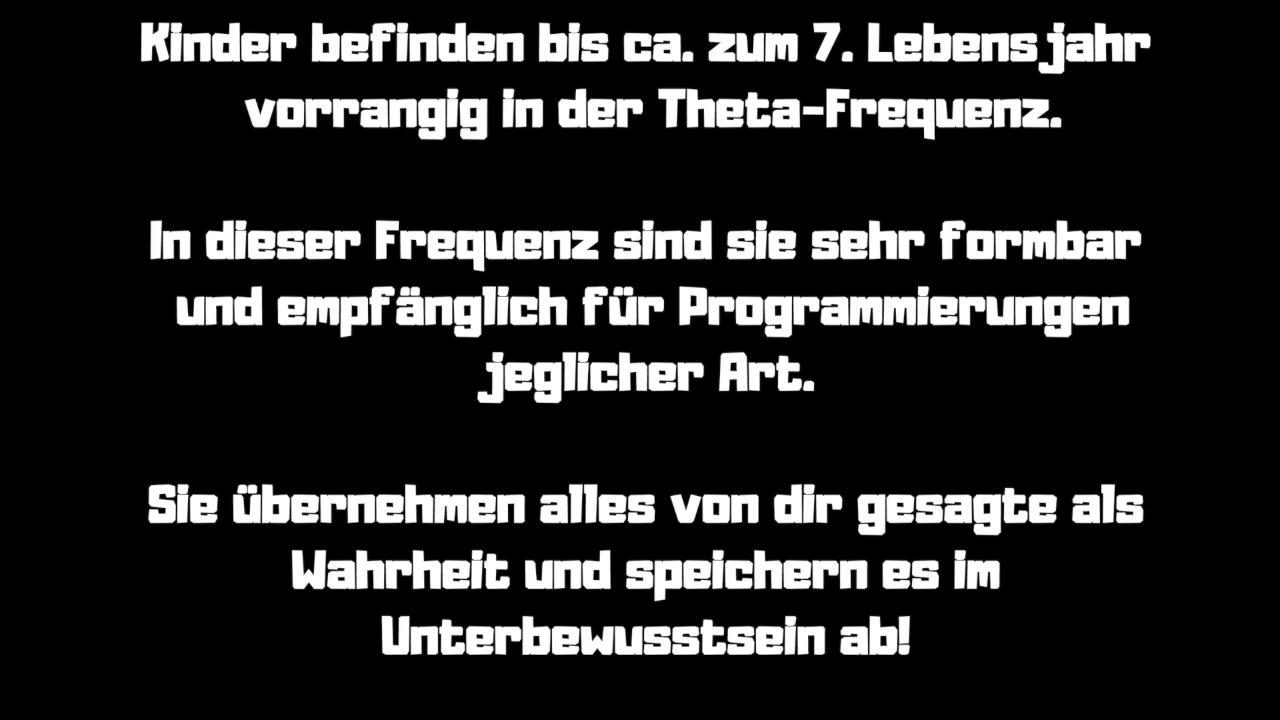 Kinder befinden bis ca. zum 7. Lebensjahr
vorrangig in der Theta-Frequenz.
In dieser Frequenz sind sie sehr formbar
und empfänglich für Programmierungen
jeglicher Art.
Sie übernehmen alles von dir gesagte als
Wahrheit und speichern es im
Unterbewusstsein ab!